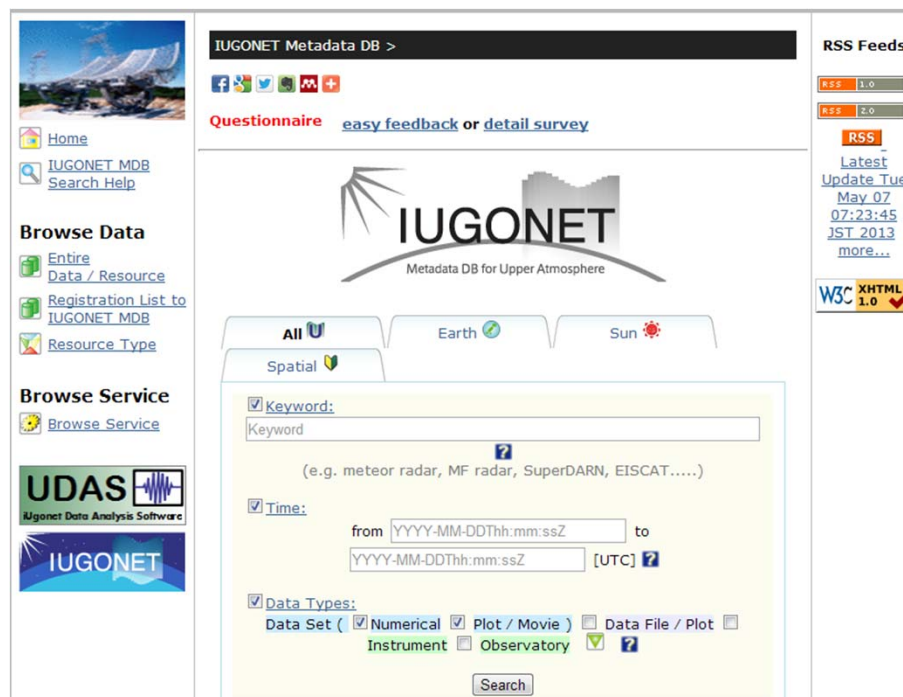 Home
IUGONET MDB
Search Help
Browse Data
Entire
Data / Resource
Registration List to
IUGONET MDB
Resource Type
Browse Service
Browse Service
UDAS
iUgonet Data Analysis Software
IUGONET
IUGONET Metadata DB >
Questionnaire easy feedback or detail survey
IUGONET
Metadata DB for Upper Atmosphere
All Earth Sun
Spatial
Keyword:
Keyword
?
(e.g. meteor radar, MF radar, SuperDARN, EISCAT.....)
Time:
from YYYY-MM-DDThh:mm:ssZ to
YYYY-MM-DDThh:mm:ssZ [UTC] ?
Data Types:
Data Set ( Numerical Plot / Movie ) Data File / Plot
Instrument Observatory ?
Search
RSS Feeds
RSS 1.0
RSS 2.0
RSS
Latest
Update Tue
May 07
07:23:45
JST 2013
more...
W3C XHTML
1.0